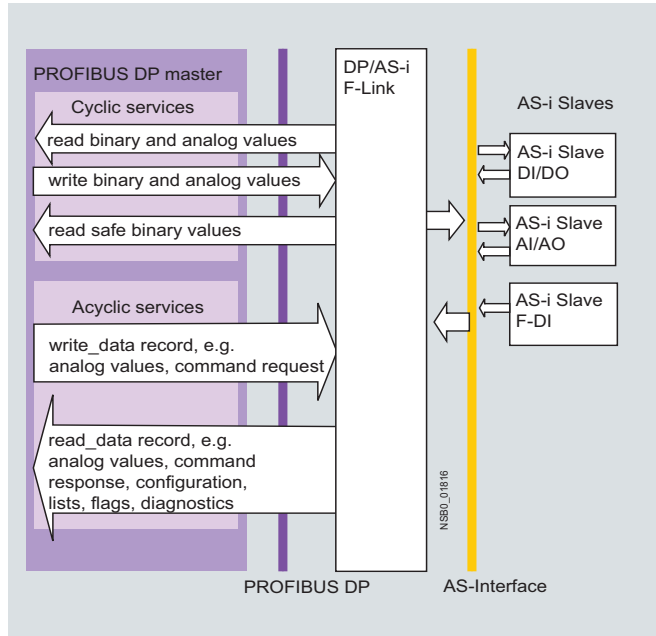 PROFIBUS DP master
Cyclic services
read binary and analog values
write binary and analog values
read safe binary values
Acyclic services
write_data record, e.g.
analog values, command request
read_data record, e.g.
analog values, command
response, configuration,
lists, flags, diagnostics
PROFIBUS DP
DP/AS-i
F-Link
NSB0_01816
AS-Interface
AS-i Slaves
AS-i Slave
DI/DO
AS-i Slave
AI/AO
AS-i Slave
F-DI